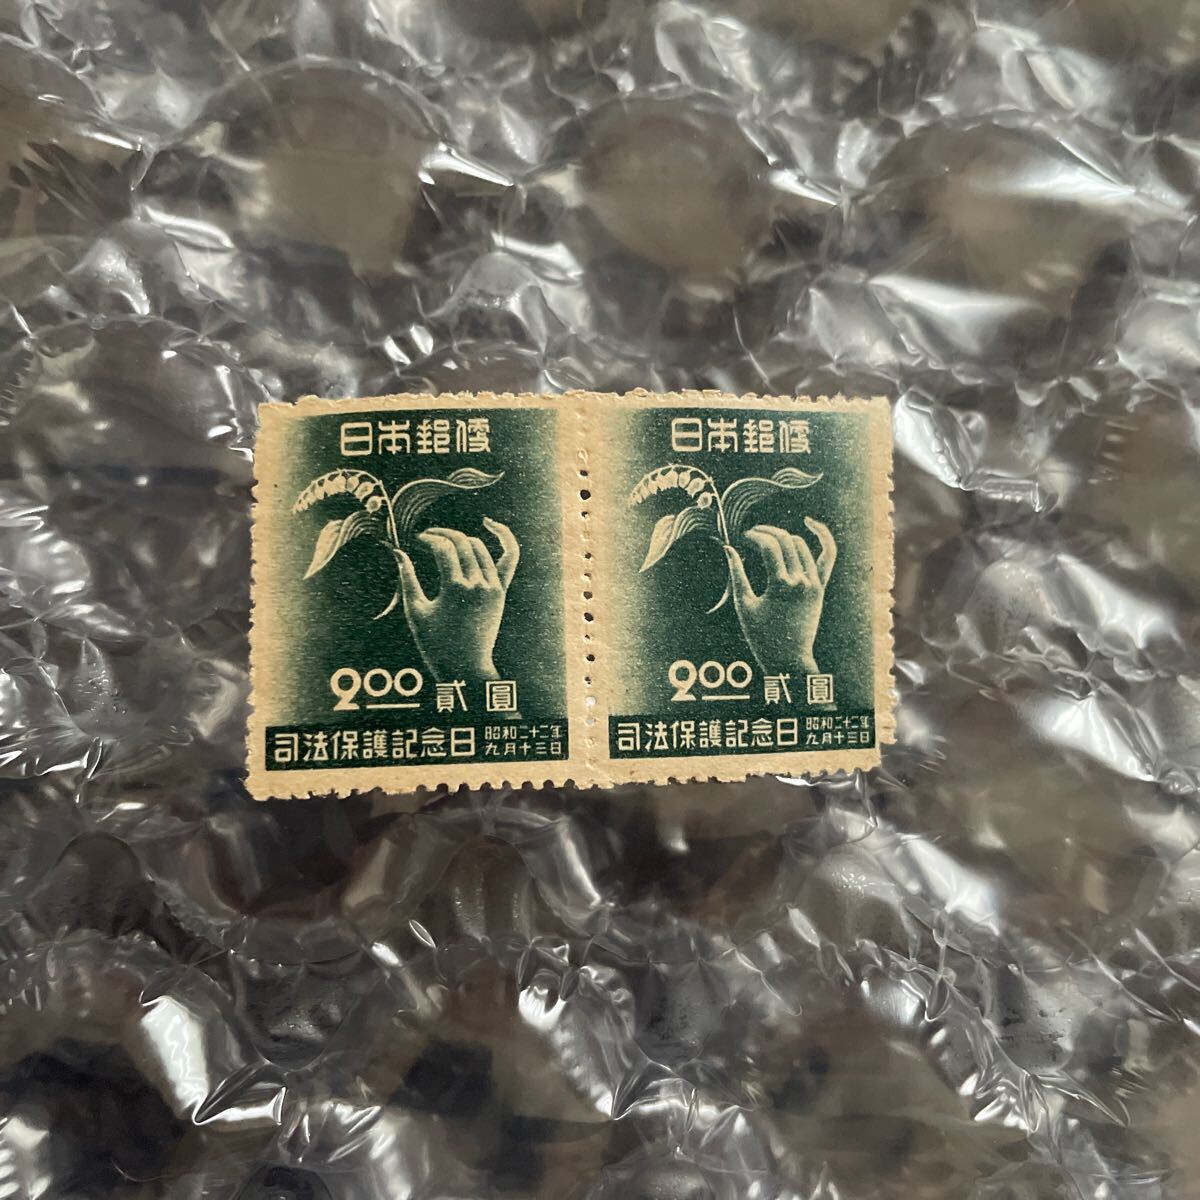 日本郵便
2.00 貳圓
司法保護記念日 昭和二十二年
九月十三日
日本郵便
2.00 貳圓
司法保護記念日 昭和二十二年
九月十三日